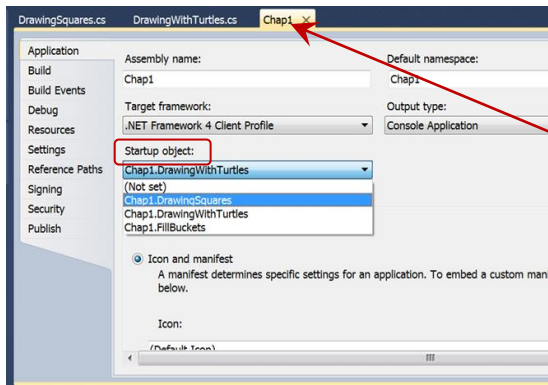 DrawingSquares.cs DrawingWithTurtles.cs Chap1
Application
Build
Build Events
Debug
Resources
Settings
Reference Paths
Signing
Security
Publish
Assembly name: Default namespace:
Chap1 Chap1
Target framework: Output type:
.NET Framework 4 Client Profile Console Application
Startup object:
Chap1.DrawingWithTurtles
(Not set)
Chap1.DrawingSquares
Chap1.DrawingWithTurtles
Chap1.FillBuckets
Icon and manifest
A manifest determines specific settings for an application. To embed a custom mani
below.
Icon:
(Default Icon)